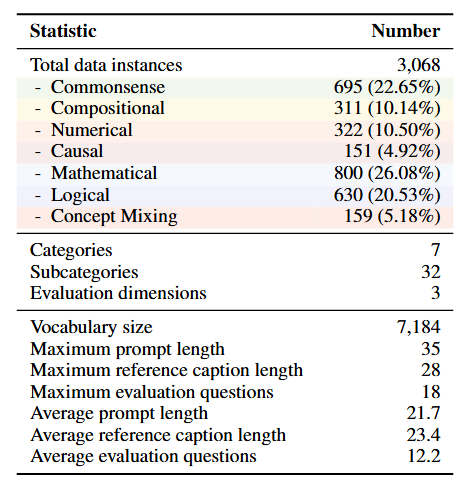 Statistic Number
Total data instances 3,068
- Commonsense 695 (22.65%)
- Compositional 311 (10.14%)
- Numerical 322 (10.50%)
- Causal 151 (4.92%)
- Mathematical 800 (26.08%)
- Logical 630 (20.53%)
- Concept Mixing 159 (5.18%)
Categories 7
Subcategories 32
Evaluation dimensions 3
Vocabulary size 7,184
Maximum prompt length 35
Maximum reference caption length 28
Maximum evaluation questions 18
Average prompt length 21.7
Average reference caption length 23.4
Average evaluation questions 12.2